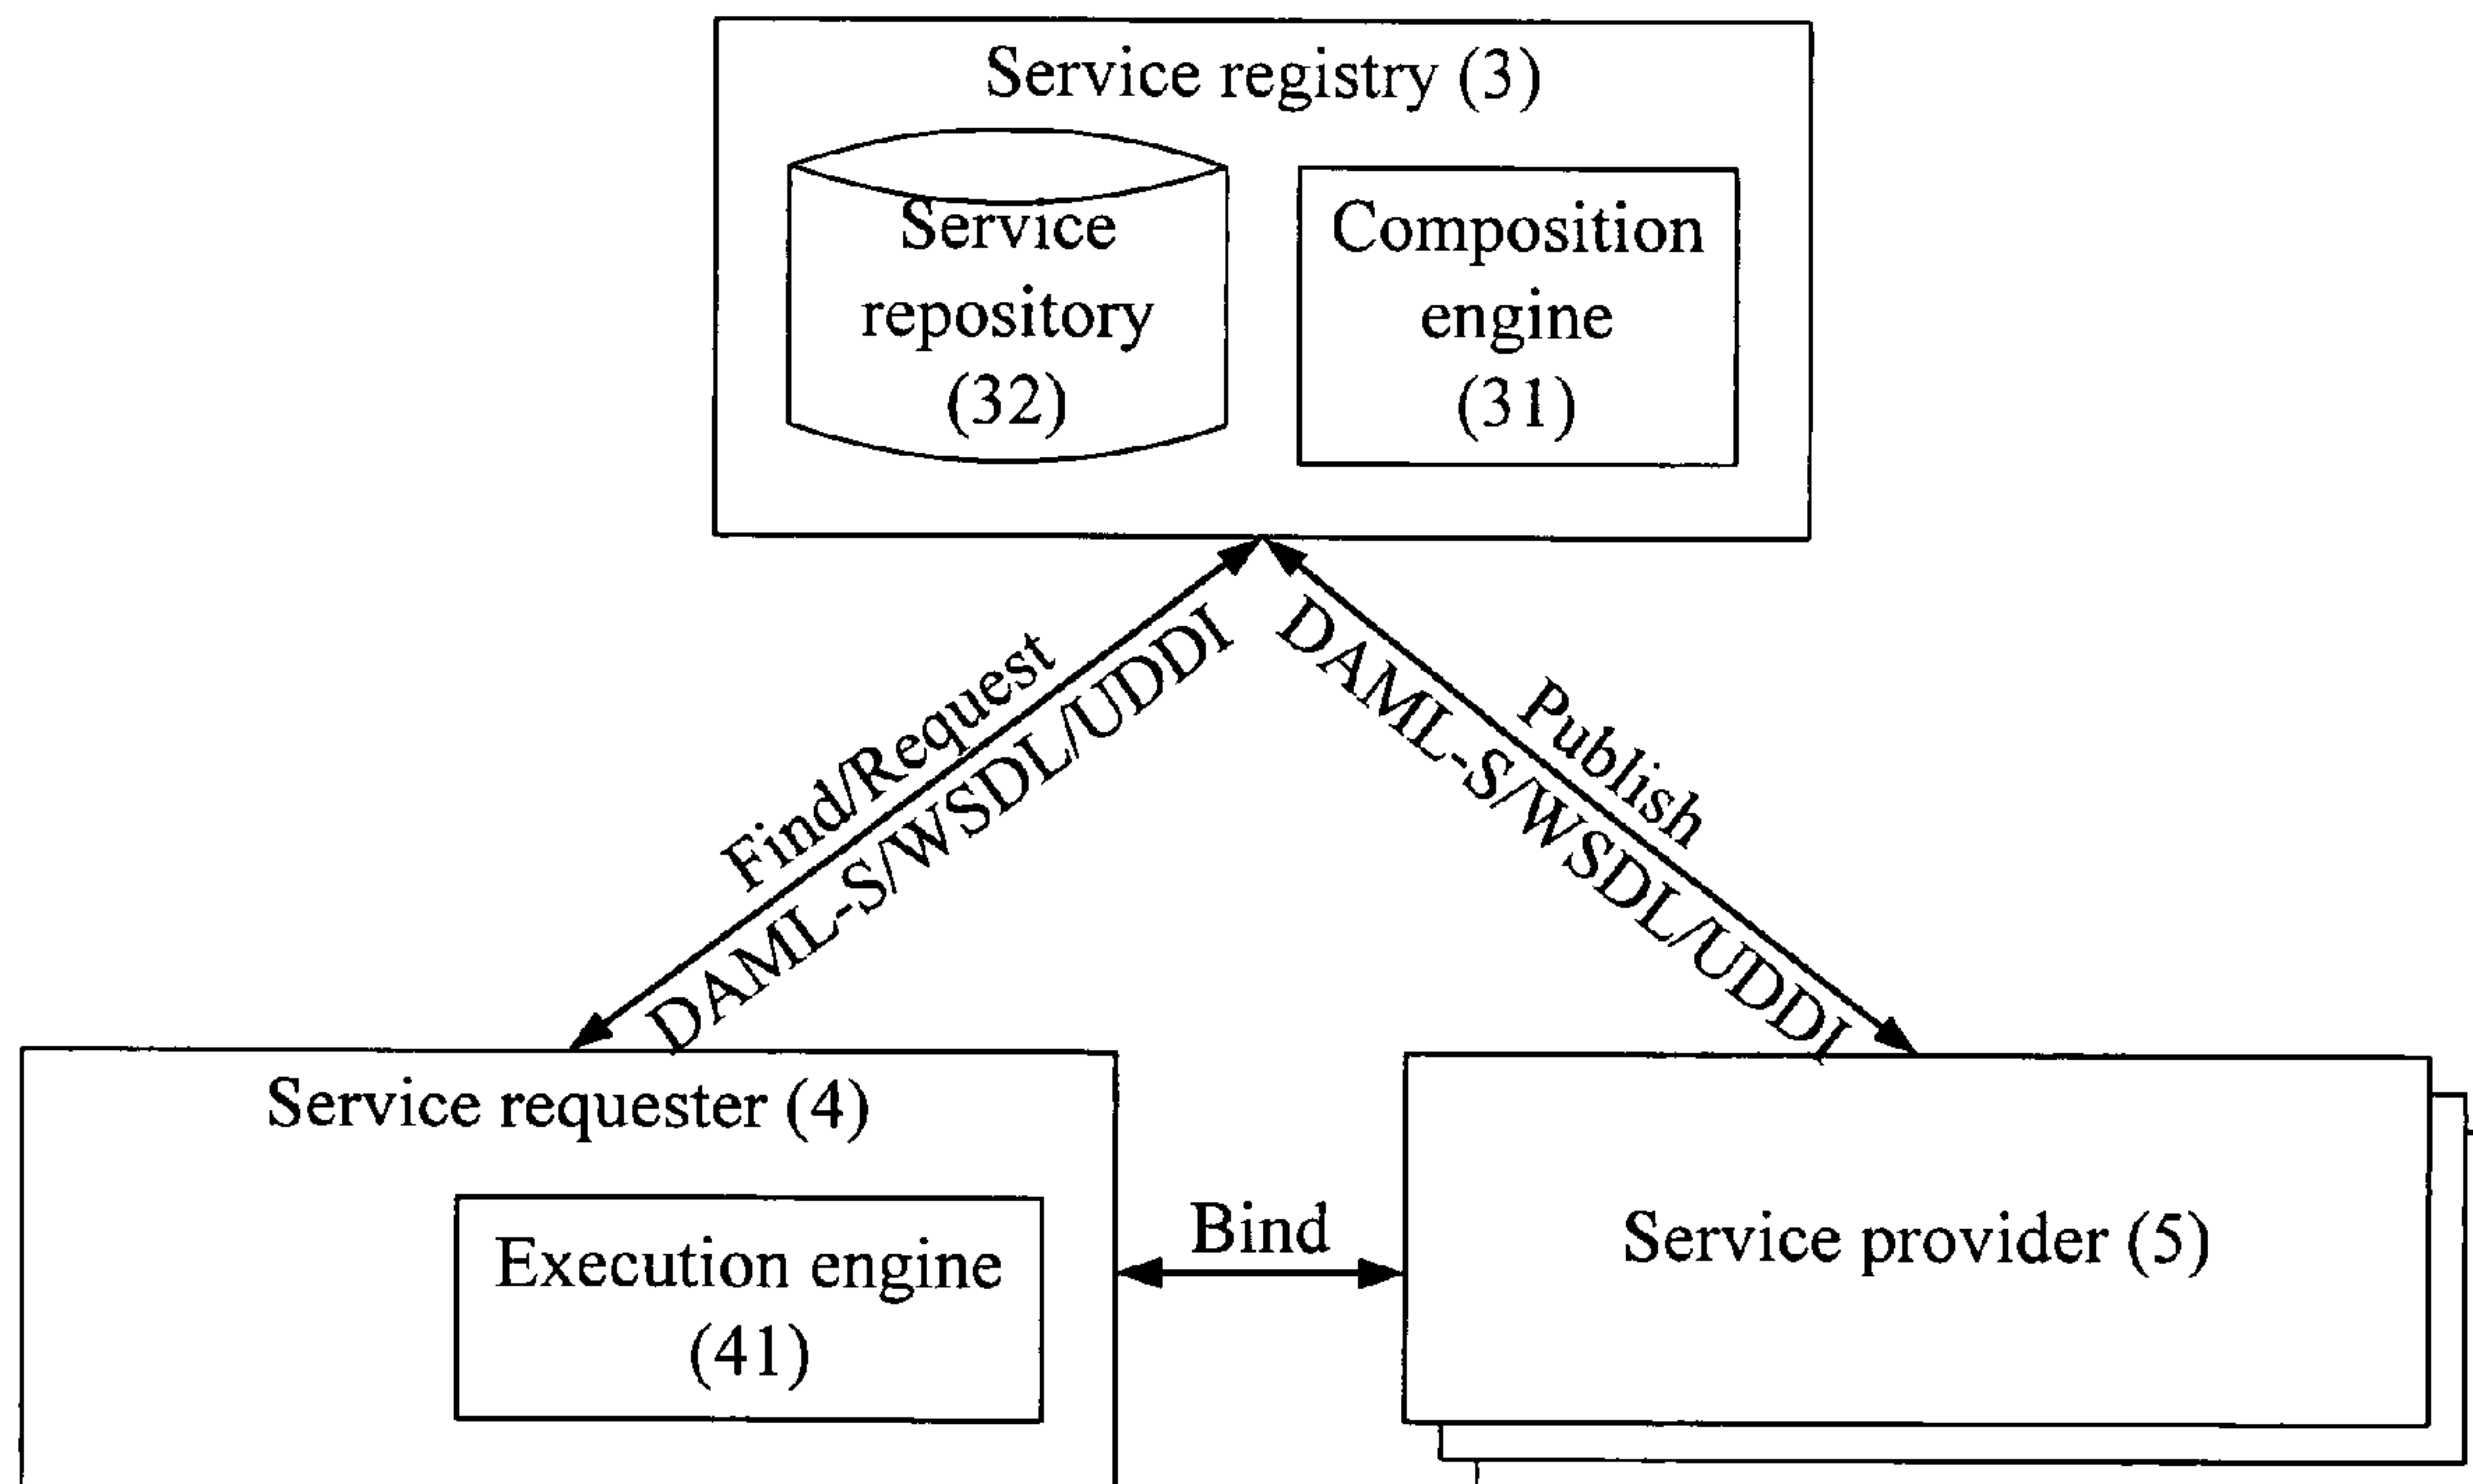 Service registry (3)
Service
repository
(32)
Composition
engine
(31)
Find/Request
DAML-S/WSDL/UDDI
Publish
DAML-S/WSDL/UDDI
Service requester (4)
Execution engine
(41)
Bind
Service provider (5)